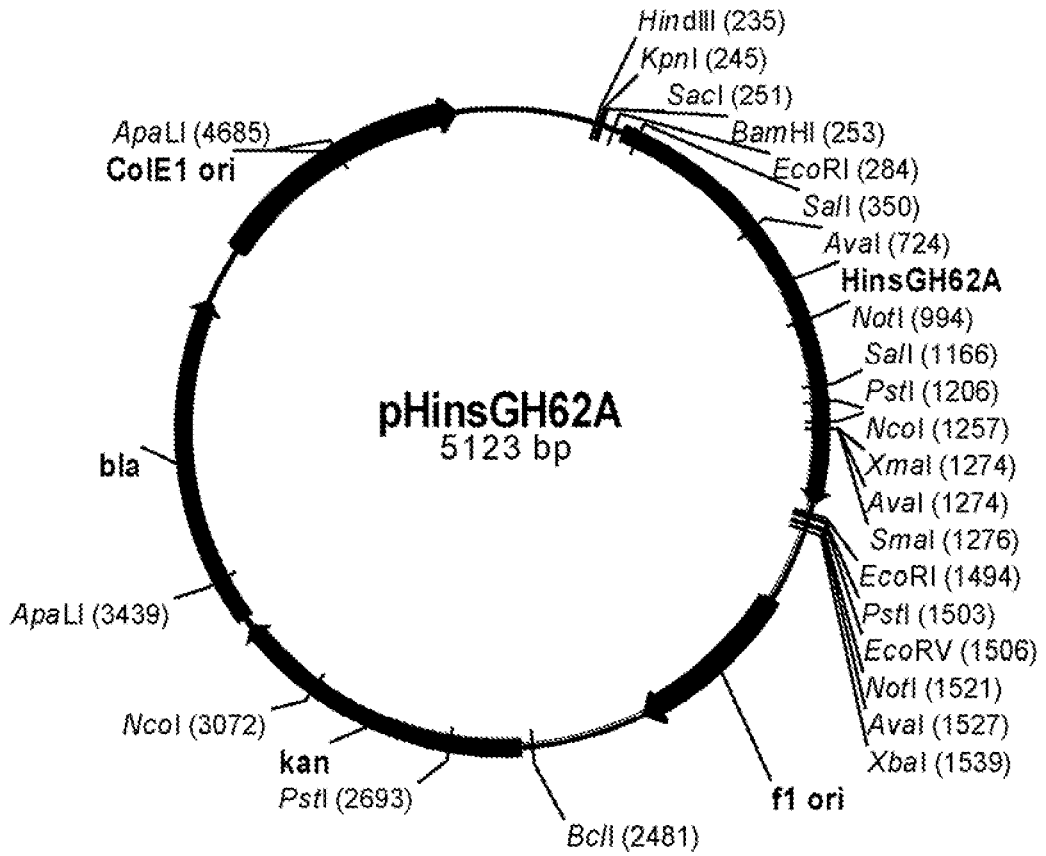 HindIII (235)
KpnI (245)
SacI (251)
BamHI (253)
EcoRI (284)
SalI (350)
AvaI (724)
HinsGH62A
NotI (994)
SalI (1166)
PstI (1206)
NcoI (1257)
XmaI (1274)
AvaI (1274)
SmaI (1276)
EcoRI (1494)
PstI (1503)
EcoRV (1506)
NotI (1521)
AvaI (1527)
XbaI (1539)
f1 ori
BclI (2481)
PstI (2693)
kan
NcoI (3072)
ApaLI (3439)
bla
ColE1 ori
ApaLI (4685)
pHinsGH62A
5123 bp